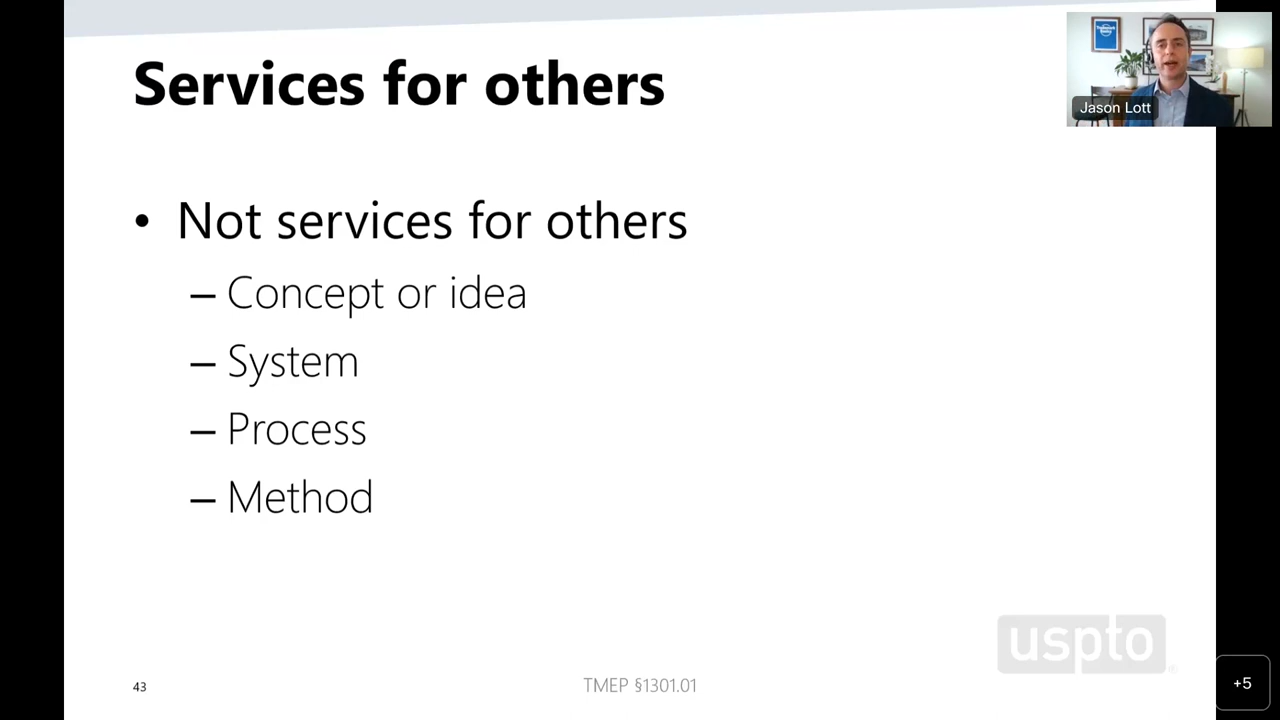 Services for others
Jason Lott
• Not services for others
– Concept or idea
– System
– Process
– Method
uspto
43
TMEP §1301.01
+5